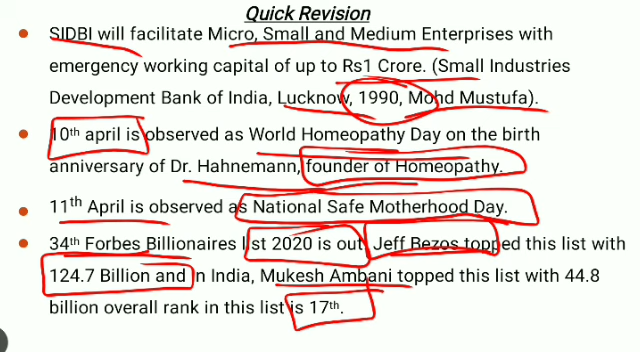 Quick Revision
SIDBI will facilitate Micro, Small and Medium Enterprises with
emergency working capital of up to Rs1 Crore. (Small Industries
Development Bank of India, Lucknow, 1990, Mohd Mustufa).
10th april is observed as World Homeopathy Day on the birth
anniversary of Dr. Hahnemann, founder of Homeopathy.
11th April is observed as National Safe Motherhood Day.
34th Forbes Billionaires list 2020 is out, Jeff Bezos topped this list with
124.7 Billion and in India, Mukesh Ambani topped this list with 44.8
billion overall rank in this list is 17th.